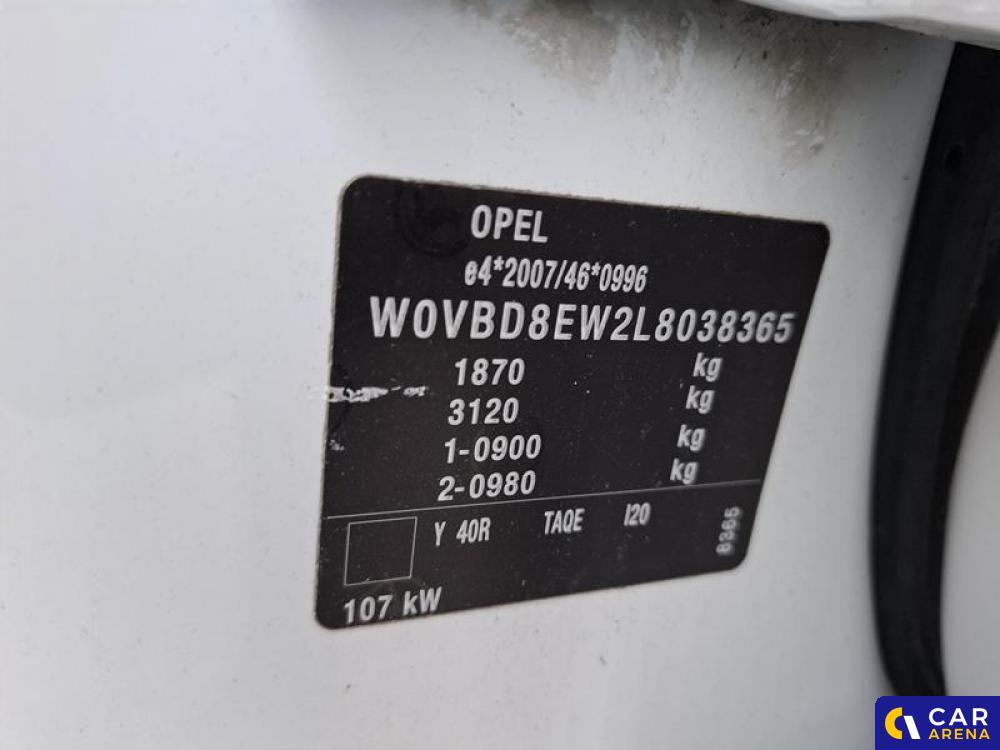 OPEL
e4*2007/46*0996
W0VBD8EW2L8038365
1870 kg
3120 kg
1-0900 kg
2-0980 kg
Y 40R TAQE I20
8365
107 kW
CAR
ARENA